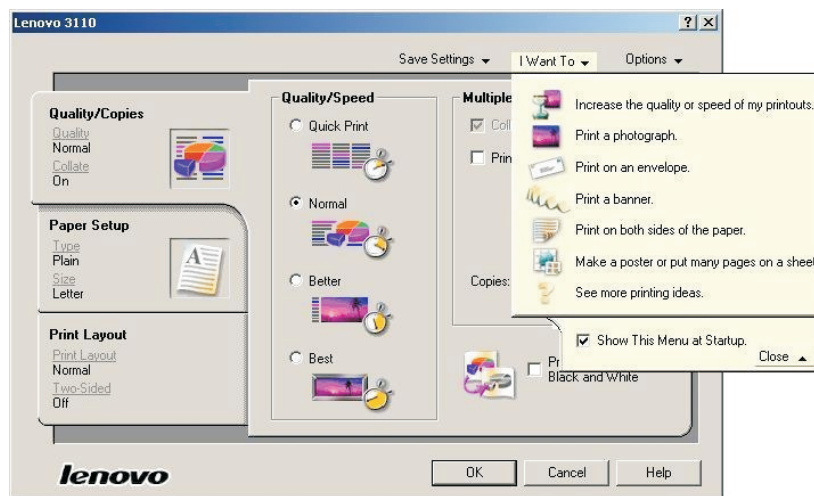 Lenovo 3110
Save Settings
I Want To
Options
Quality/Copies
Quality
Normal
Collate
On
Paper Setup
Type
Plain
Size
Letter
Print Layout
Print Layout
Normal
Two-Sided
Off
Quality/Speed
Quick Print
Normal
Better
Best
Multiple
Coll
Prin
Copies:
Pr
Black and White
Increase the quality or speed of my printouts.
Print a photograph.
Print on an envelope.
Print a banner.
Print on both sides of the paper.
Make a poster or put many pages on a sheet
See more printing ideas.
Show This Menu at Startup.
Close
lenovo
OK
Cancel
Help